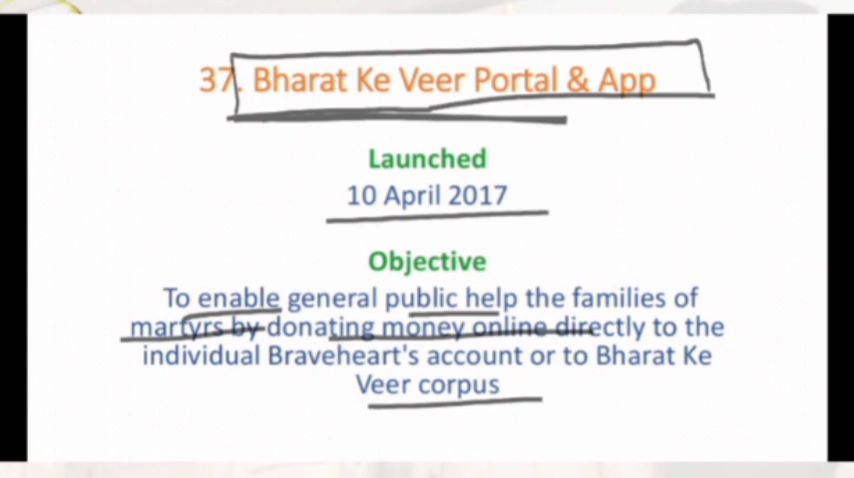 37. Bharat Ke Veer Portal & App
Launched
10 April 2017
Objective
To enable general public help the families of
martyrs by donating money online directly to the
individual Braveheart's account or to Bharat Ke
Veer corpus